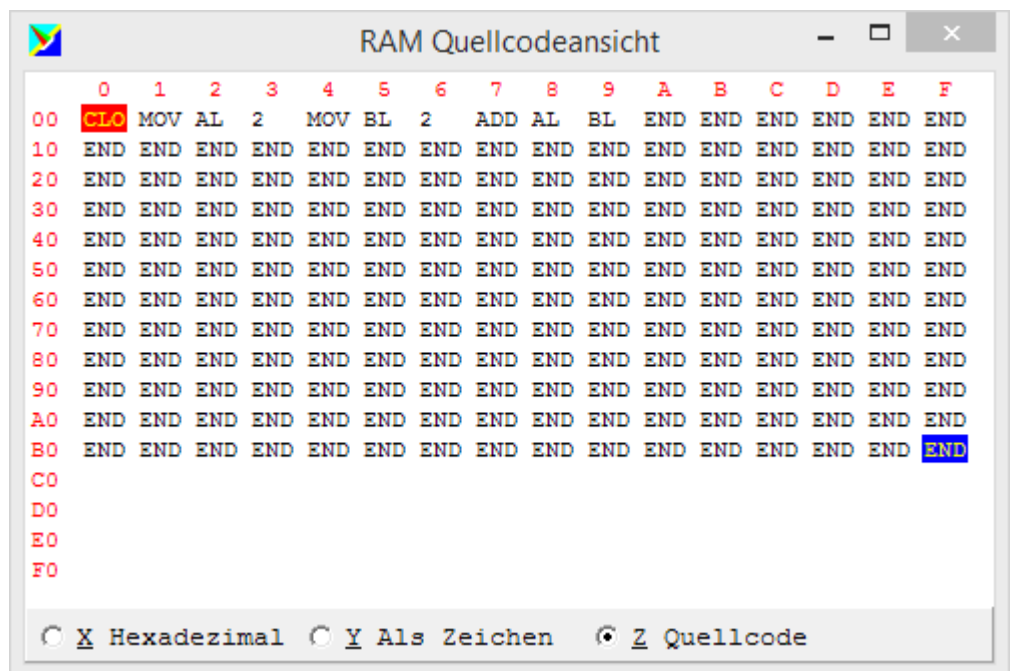 RAM Quellcodeansicht
0 1 2 3 4 5 6 7 8 9 A B C D E F
00 CLO MOV AL 2 MOV BL 2 ADD AL BL END END END END END END
10 END END END END END END END END END END END END END END END END
20 END END END END END END END END END END END END END END END END
30 END END END END END END END END END END END END END END END END
40 END END END END END END END END END END END END END END END END
50 END END END END END END END END END END END END END END END END
60 END END END END END END END END END END END END END END END END
70 END END END END END END END END END END END END END END END END
80 END END END END END END END END END END END END END END END END
90 END END END END END END END END END END END END END END END END
A0 END END END END END END END END END END END END END END END END
B0 END END END END END END END END END END END END END END END END
C0
D0
E0
F0
X Hexadezimal Y Als Zeichen Z Quellcode